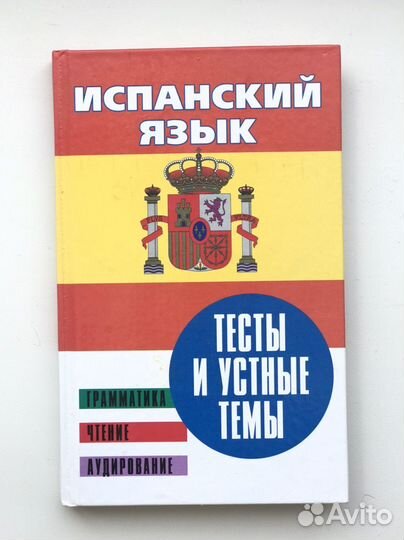 ИСПАНСКИЙ
ЯЗЫК
ТЕСТЫ
И УСТНЫЕ
ТЕМЫ
ГРАММАТИКА
ЧТЕНИЕ
АУДИРОВАНИЕ
Avito